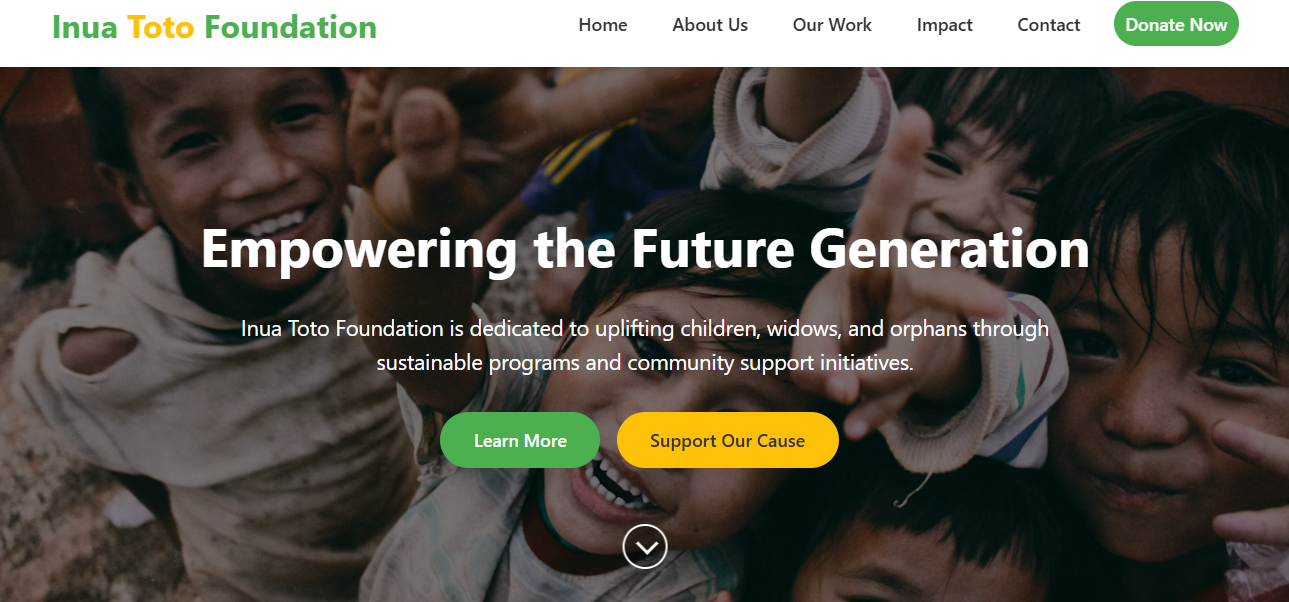 Inua Toto Foundation
Home
About Us
Our Work
Impact
Contact
Donate Now
Empowering the Future Generation
Inua Toto Foundation is dedicated to uplifting children, widows, and orphans through
sustainable programs and community support initiatives.
Learn More
Support Our Cause